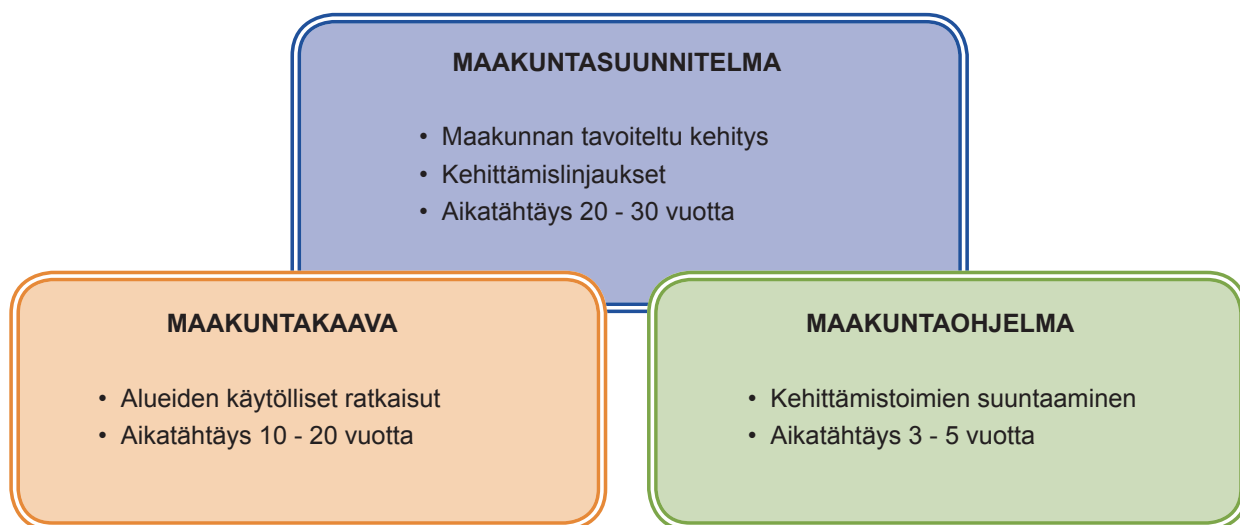 MAAKUNTASUUNNITELMA
• Maakunnan tavoiteltu kehitys
• Kehittämislinjaukset
• Aikatähtäys 20 - 30 vuotta
MAAKUNTAKAAVA
• Alueiden käytölliset ratkaisut
• Aikatähtäys 10 - 20 vuotta
MAAKUNTAOHJELMA
• Kehittämistoimien suuntaaminen
• Aikatähtäys 3 - 5 vuotta